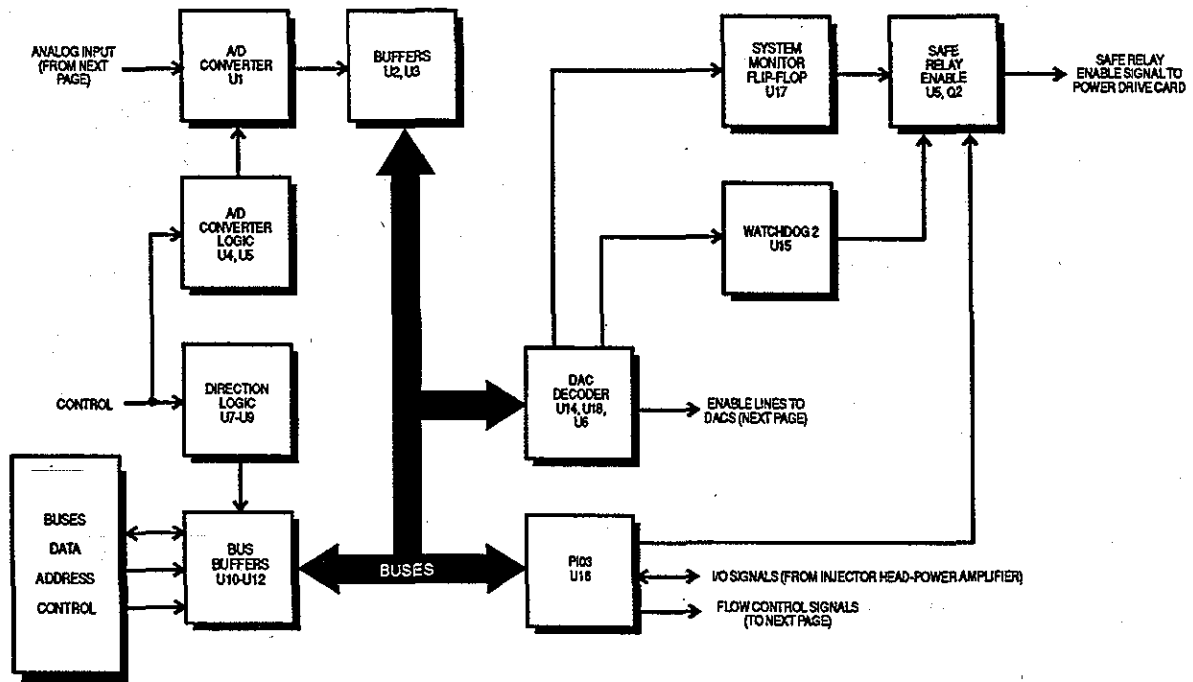 ANALOG INPUT
(FROM NEXT
PAGE)
A/D
CONVERTER
U1
BUFFERS
U2, U3
SYSTEM
MONITOR
FLIP-FLOP
U17
SAFE
RELAY
ENABLE
U5, Q2
SAFE RELAY
ENABLE SIGNAL TO
POWER DRIVE CARD
A/D
CONVERTER
LOGIC
U4, U5
WATCHDOG 2
U15
CONTROL
DIRECTION
LOGIC
U7-U9
DAC
DECODER
U14, U18,
U6
ENABLE LINES TO
DACS (NEXT PAGE)
BUSES
DATA
ADDRESS
CONTROL
BUS
BUFFERS
U10-U12
BUSES
PIO3
U16
I/O SIGNALS (FROM INJECTOR HEAD-POWER AMPLIFIER)
FLOW CONTROL SIGNALS
(TO NEXT PAGE)